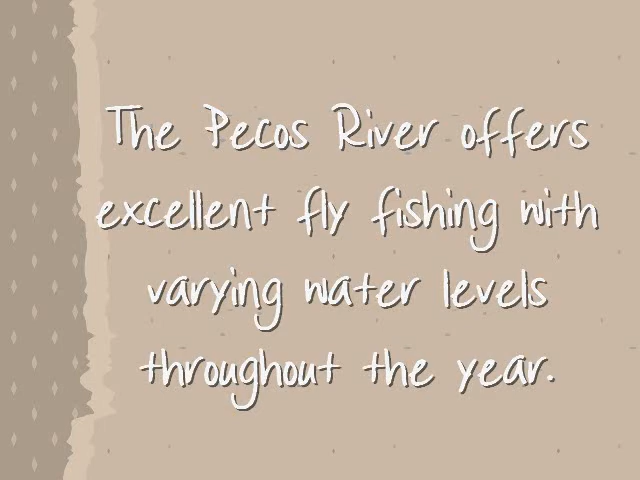 The Pecos River offers
excellent fly fishing with
varying water levels
throughout the year.